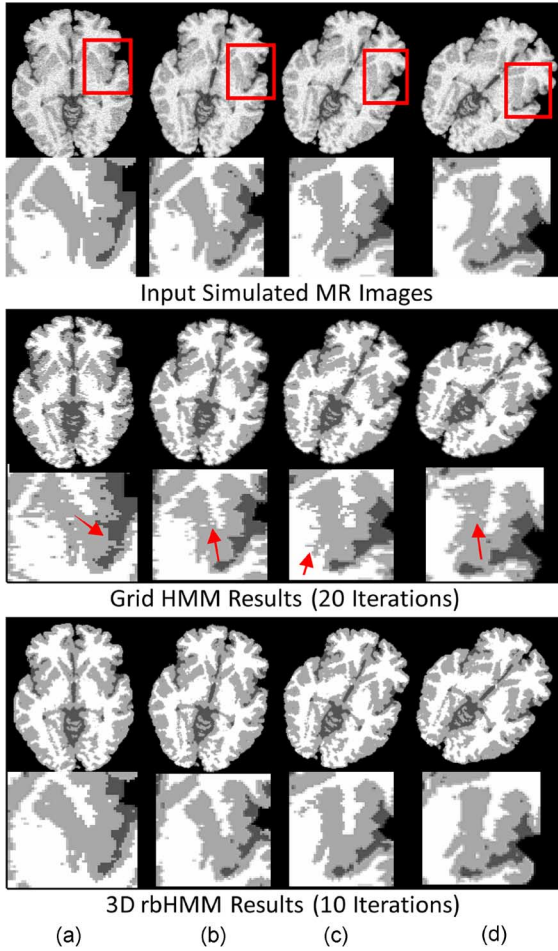 Input Simulated MR Images
Grid HMM Results (20 Iterations)
3D rbHMM Results (10 Iterations)
(a) (b) (c) (d)